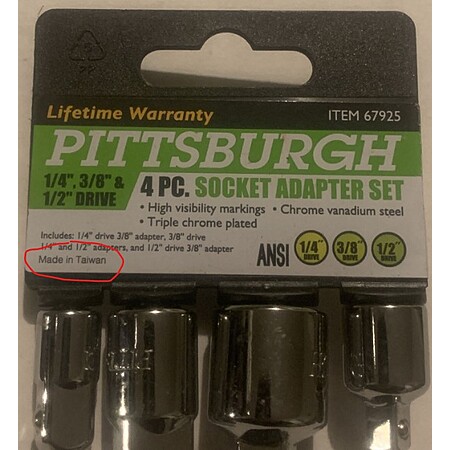 PP
Lifetime Warranty
ITEM 67925
PITTSBURGH
1/4", 3/8" &
1/2" DRIVE
4 PC. SOCKET ADAPTER SET
• High visibility markings • Chrome vanadium steel
• Triple chrome plated
Includes: 1/4" drive 3/8" adapter, 3/8" drive
1/4" and 1/2" adapters, and 1/2" drive 3/8" adapter
Made in Taiwan
ANSI
1/4" DRIVE
3/8" DRIVE
1/2" DRIVE